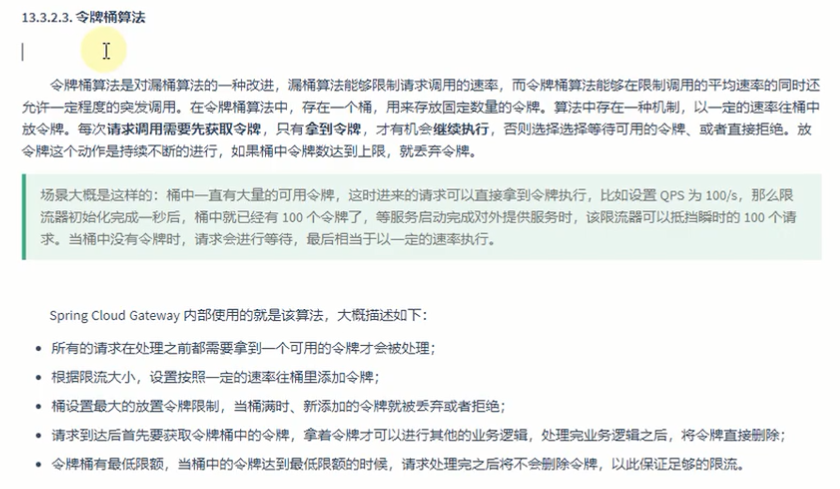 13.3.2.3. 令牌桶算法
令牌桶算法是对漏桶算法的一种改进，漏桶算法能够限制请求调用的速率，而令牌桶算法能够在限制调用的平均速率的同时还
允许一定程度的突发调用。在令牌桶算法中，存在一个桶，用来存放固定数量的令牌。算法中存在一种机制，以一定的速率往桶中
放令牌。每次请求调用需要先获取令牌，只有拿到令牌，才有机会继续执行，否则选择选择等待可用的令牌、或者直接拒绝。放
令牌这个动作是持续不断的进行，如果桶中令牌数达到上限，就丢弃令牌。
场景大概是这样的：桶中一直有大量的可用令牌，这时进来的请求可以直接拿到令牌执行，比如设置 QPS 为 100/s，那么限
流器初始化完成一秒后，桶中就已经有 100 个令牌了，等服务启动完成对外提供服务时，该限流器可以抵挡瞬时的 100 个请
求。当桶中没有令牌时，请求会进行等待，最后相当于以一定的速率执行。
Spring Cloud Gateway 内部使用的就是该算法，大概描述如下：
• 所有的请求在处理之前都需要拿到一个可用的令牌才会被处理；
• 根据限流大小，设置按照一定的速率往桶里添加令牌；
• 桶设置最大的放置令牌限制，当桶满时、新添加的令牌就被丢弃或者拒绝；
• 请求到达后首先要获取令牌桶中的令牌，拿着令牌才可以进行其他的业务逻辑，处理完业务逻辑之后，将令牌直接删除；
• 令牌桶有最低限额，当桶中的令牌达到最低限额的时候，请求处理完之后将不会删除令牌，以此保证足够的限流。